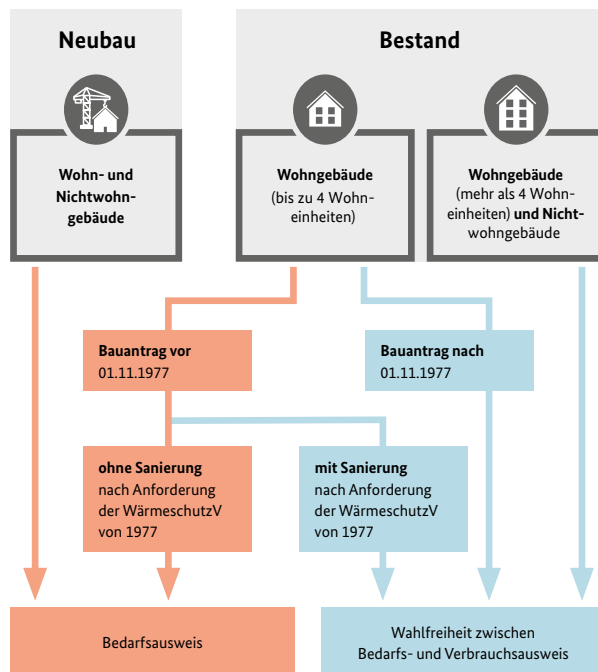 Neubau
Bestand
Wohn- und
Nichtwohn-
gebäude
Wohngebäude
(bis zu 4 Wohn-
einheiten)
Wohngebäude
(mehr als 4 Wohn-
einheiten) und Nicht-
wohngebäude
Bauantrag vor
01.11.1977
Bauantrag nach
01.11.1977
ohne Sanierung
nach Anforderung
der WärmeschutzV
von 1977
mit Sanierung
nach Anforderung
der WärmeschutzV
von 1977
Bedarfsausweis
Wahlfreiheit zwischen
Bedarfs- und Verbrauchsausweis